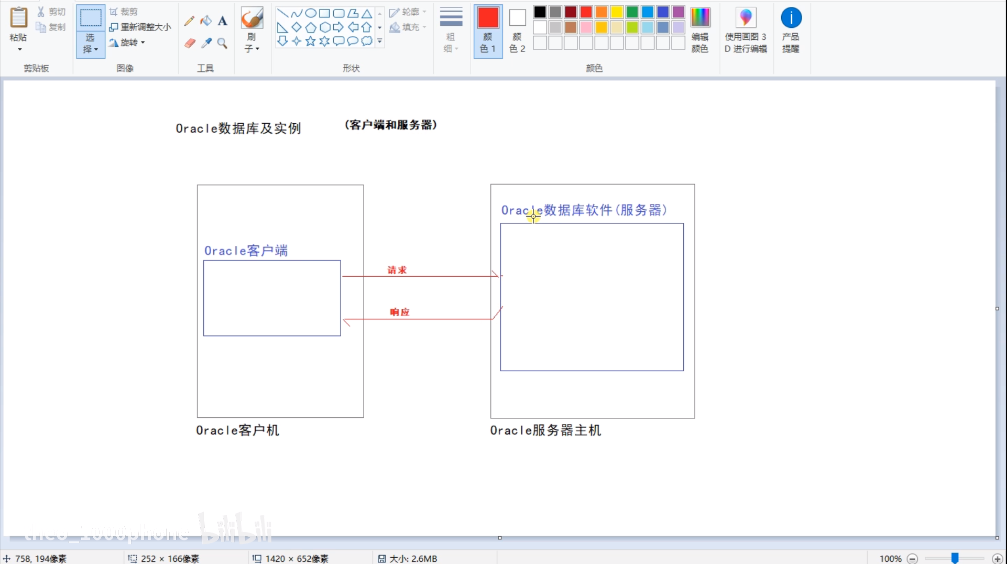 剪切
裁剪
轮廓
复制
重新调整大小
填充
粘贴
选择
旋转
刷子
粗细
颜色 1
颜色 2
编辑颜色
使用画图 3D 进行编辑
产品提醒
剪贴板
图像
工具
形状
颜色
Oracle数据库及实例
(客户端和服务器)
Oracle数据库软件(服务器)
Oracle客户端
请求
响应
Oracle客户机
Oracle服务器主机
theo_1000phone
bilibili
758, 194像素
252 × 166像素
1420 × 652像素
大小: 2.6MB
100%